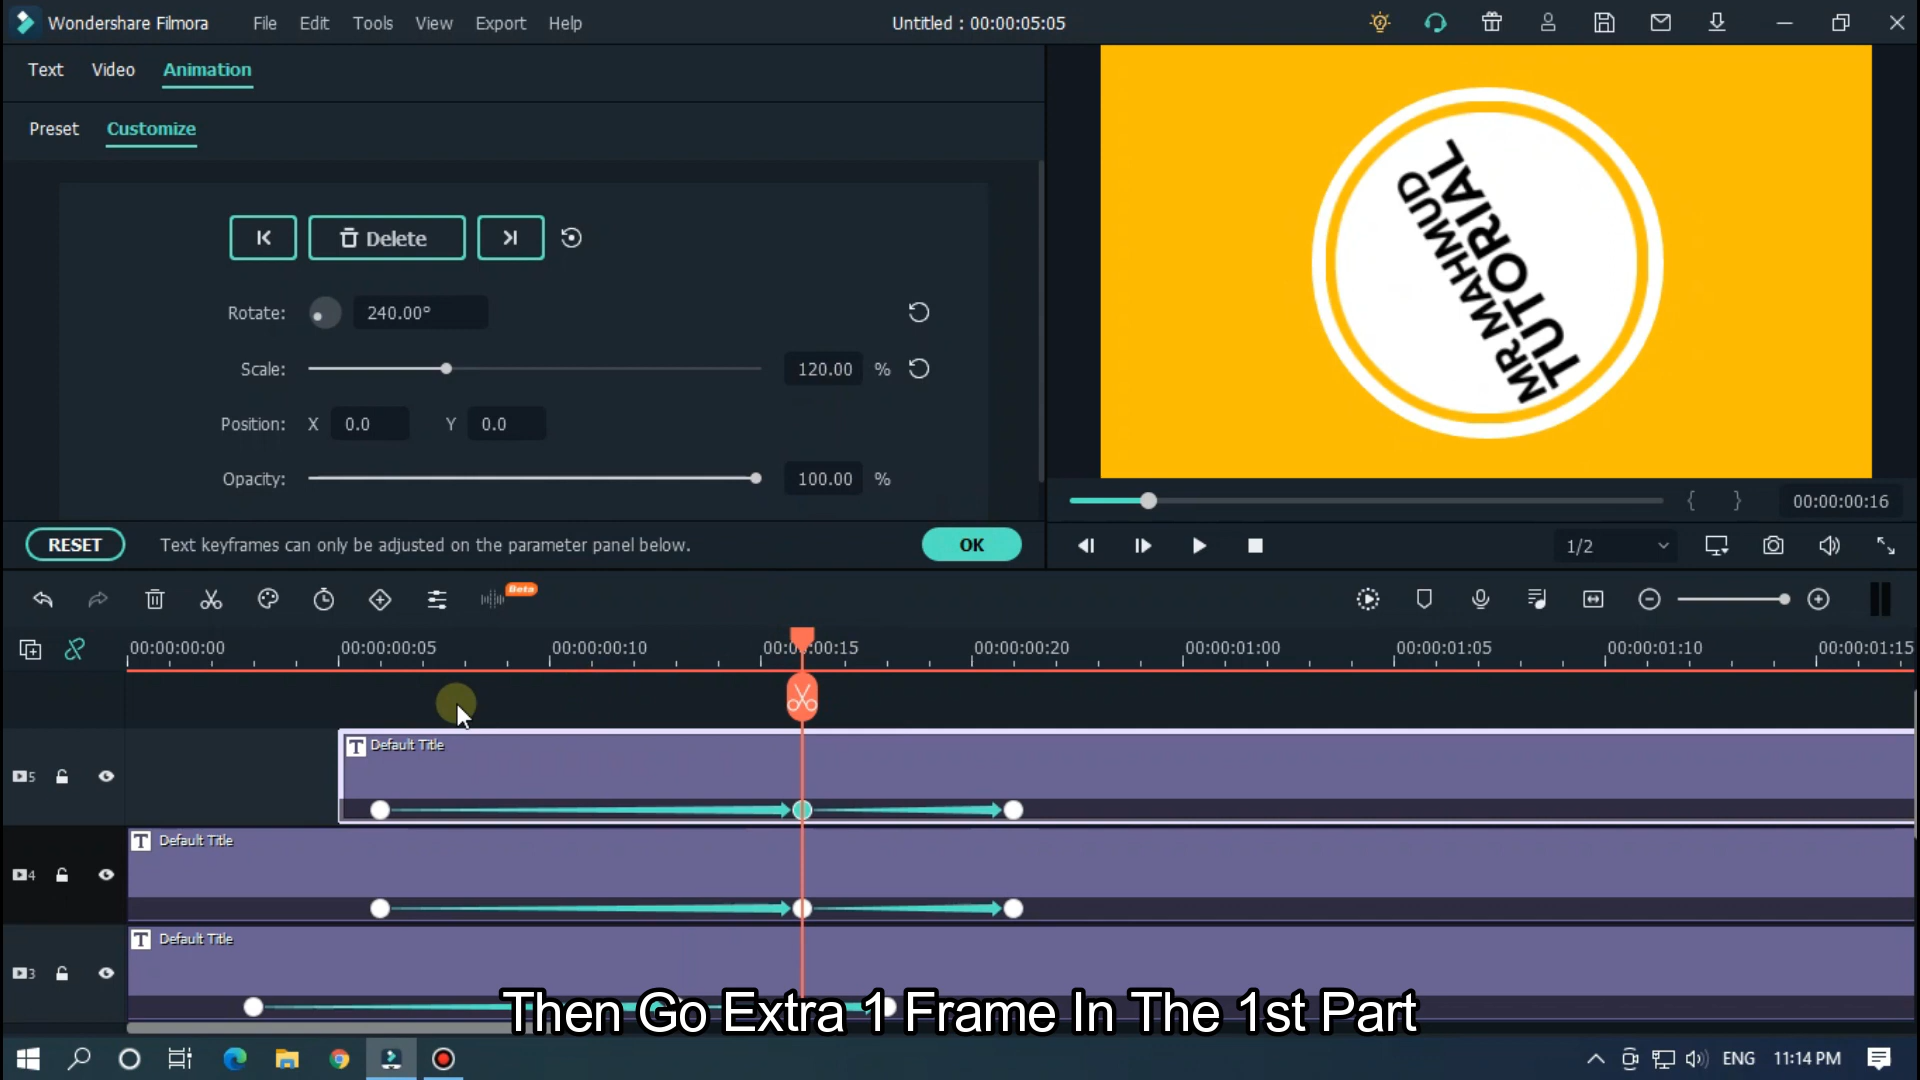 Wondershare Filmora
File Edit Tools View Export Help
Untitled : 00:00:05:05
Text Video Animation
Preset Customize
Delete
Rotate: 240.00°
Scale: 120.00 %
Position: X 0.0 Y 0.0
Opacity: 100.00 %
RESET Text keyframes can only be adjusted on the parameter panel below. OK
MR MAHMUD
TUTORIAL
{ } 00:00:00:16
1/2
Beta
00:00:00:00 00:00:00:05 00:00:00:10 00:00:00:15 00:00:00:20 00:00:01:00 00:00:01:05 00:00:01:10 00:00:01:15
T Default Title
5
T Default Title
4
T Default Title
3
Then Go Extra 1 Frame In The 1st Part
ENG 11:14 PM